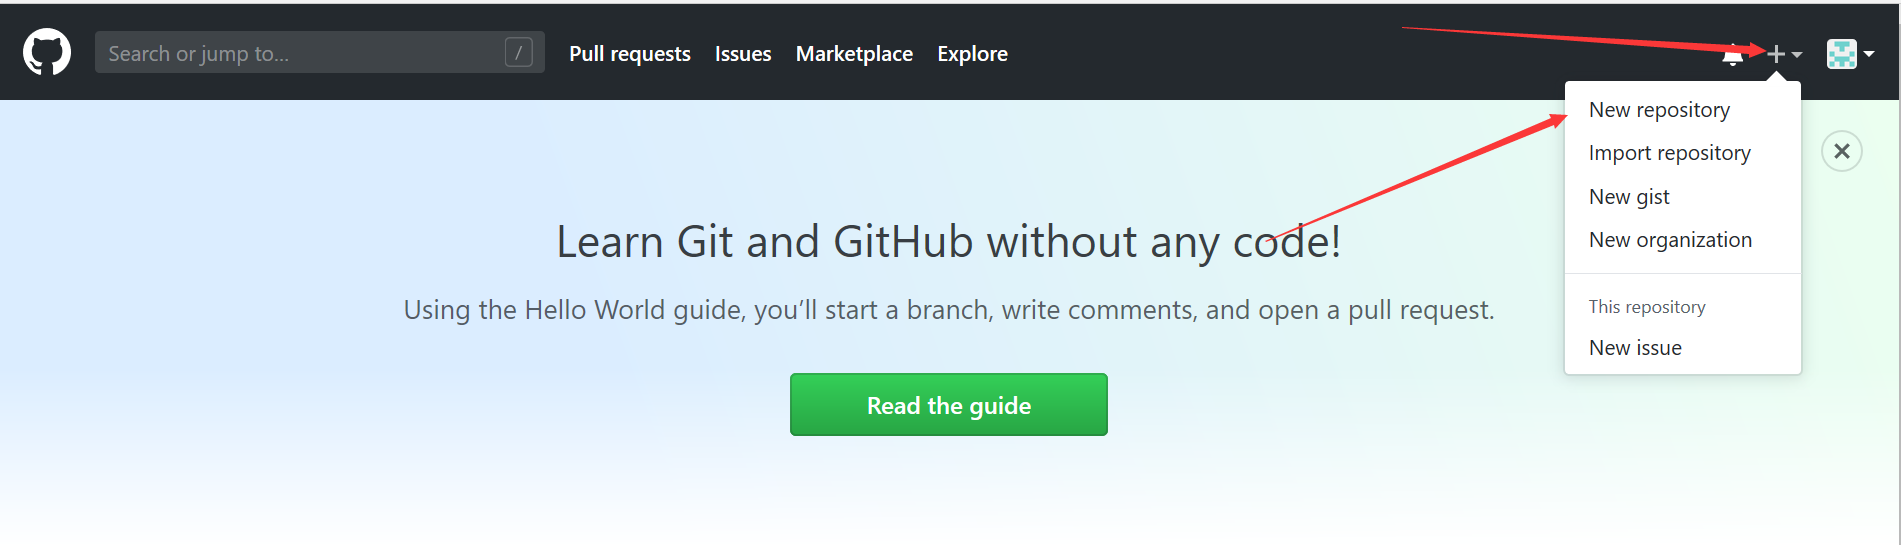 Search or jump to... /
Pull requests Issues Marketplace Explore
New repository
Import repository
New gist
New organization
This repository
New issue
Learn Git and GitHub without any code!
Using the Hello World guide, you’ll start a branch, write comments, and open a pull request.
Read the guide